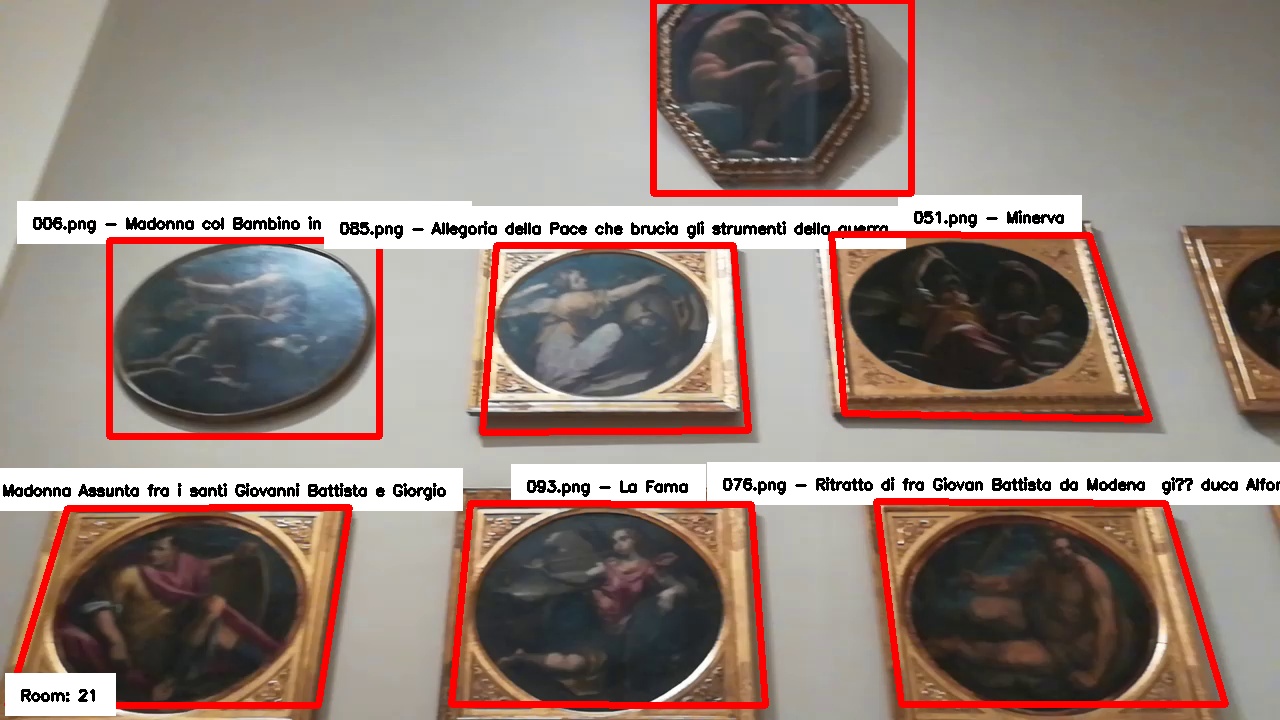 006.png - Madonna col Bambino in
085.png - Allegoria della Pace che brucia gli strumenti della guerra
051.png - Minerva
Madonna Assunta fra i santi Giovanni Battista e Giorgio
093.png - La Fama
076.png - Ritratto di fra Giovan Battista da Modena gi?? duca Alfon
Room: 21